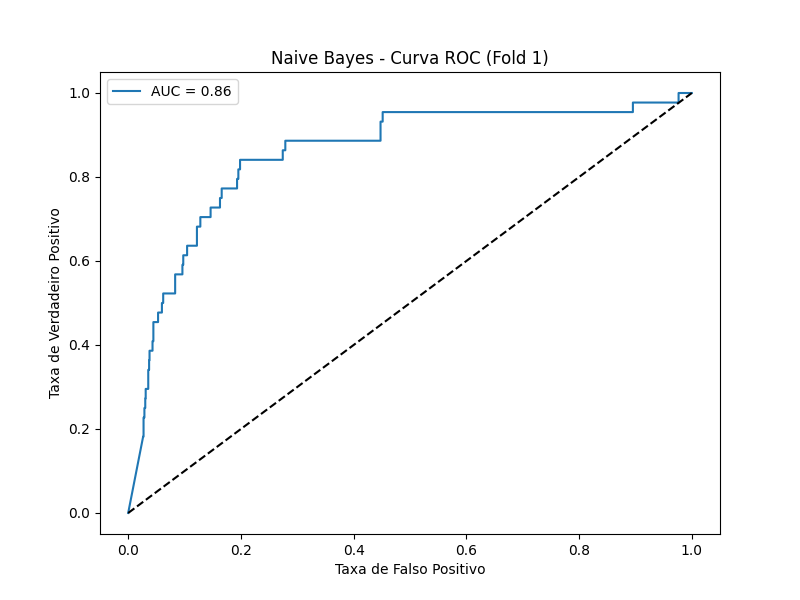 Naive Bayes - Curva ROC (Fold 1)
AUC = 0.86
1.0
0.8
0.6
0.4
0.2
0.0
Taxa de Verdadeiro Positivo
0.0 0.2 0.4 0.6 0.8 1.0
Taxa de Falso Positivo